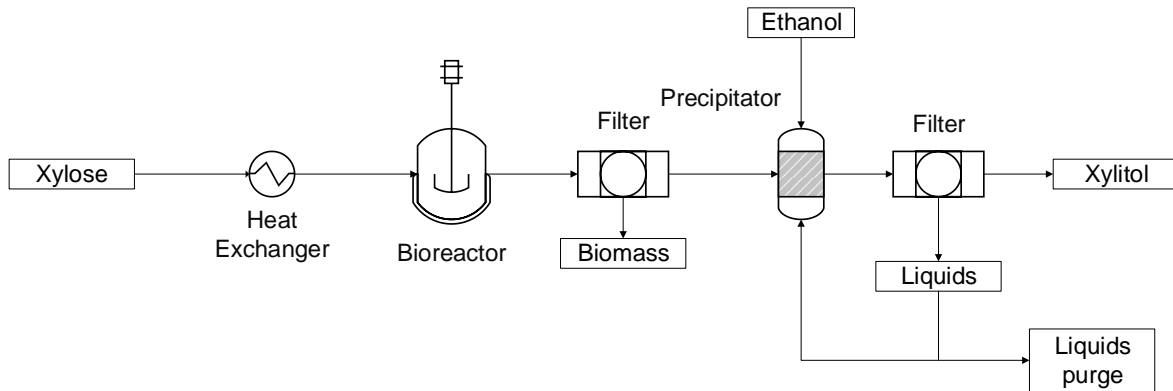 Ethanol
Precipitator
Filter
Filter
Xylose
Xylitol
Heat
Exchanger
Bioreactor
Biomass
Liquids
Liquids
purge